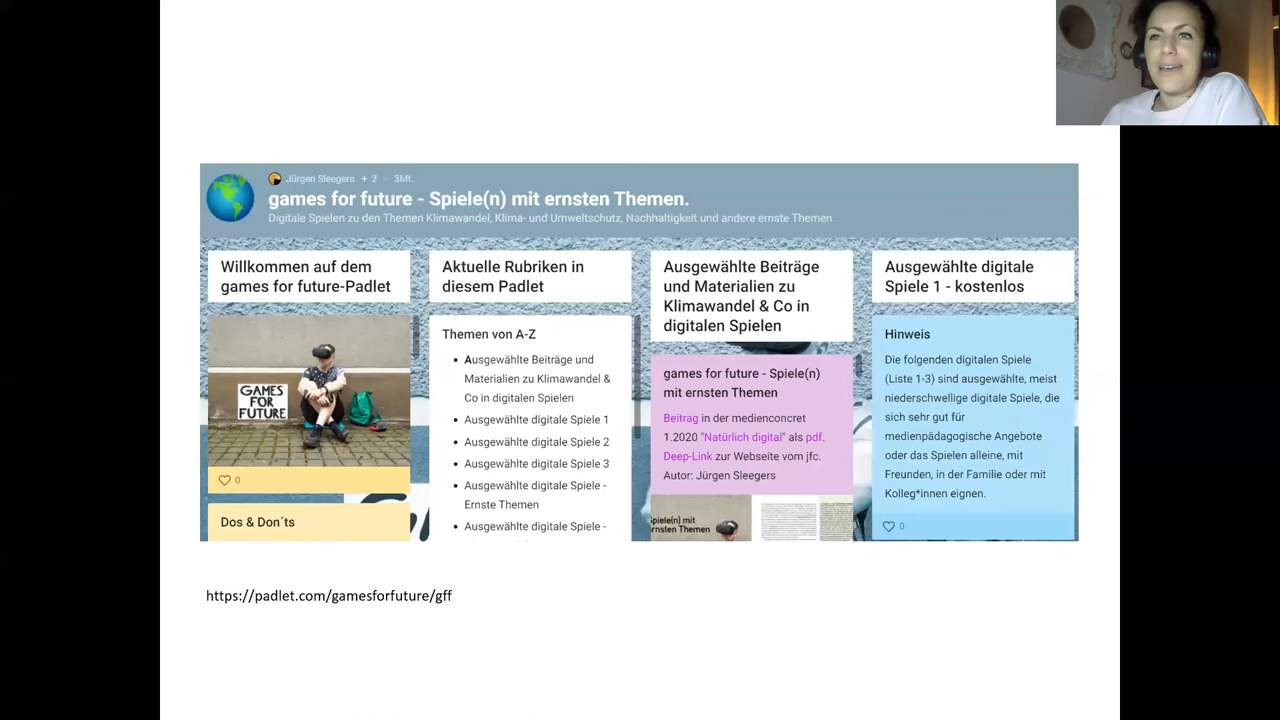 Jürgen Sleegers + 2 · 3Mt.
games for future - Spiele(n) mit ernsten Themen.
Digitale Spielen zu den Themen Klimawandel, Klima- und Umweltschutz, Nachhaltigkeit und andere ernste Themen.
Willkommen auf dem
games for future-Padlet
GAMES
FOR
FUTURE
0
Dos & Don´ts
Aktuelle Rubriken in
diesem Padlet
Themen von A-Z
Ausgewählte Beiträge und
Materialien zu Klimawandel &
Co in digitalen Spielen
Ausgewählte digitale Spiele 1
Ausgewählte digitale Spiele 2
Ausgewählte digitale Spiele 3
Ausgewählte digitale Spiele -
Ernste Themen
Ausgewählte digitale Spiele -
Ausgewählte Beiträge
und Materialien zu
Klimawandel & Co in
digitalen Spielen
games for future - Spiele(n)
mit ernsten Themen
Beitrag in der medienconcret
1.2020 "Natürlich digital" als pdf.
Deep-Link zur Webseite vom jfc.
Autor: Jürgen Sleegers
Spiele(n) mit
ernsten Themen
Ausgewählte digitale
Spiele 1 - kostenlos
Hinweis
Die folgenden digitalen Spiele
(Liste 1-3) sind ausgewählte, meist
niederschwellige digitale Spiele, die
sich sehr gut für
medienpädagogische Angebote
oder das Spielen alleine, mit
Freunden, in der Familie oder mit
Kolleg*innen eignen.
0
https://padlet.com/gamesforfuture/gff